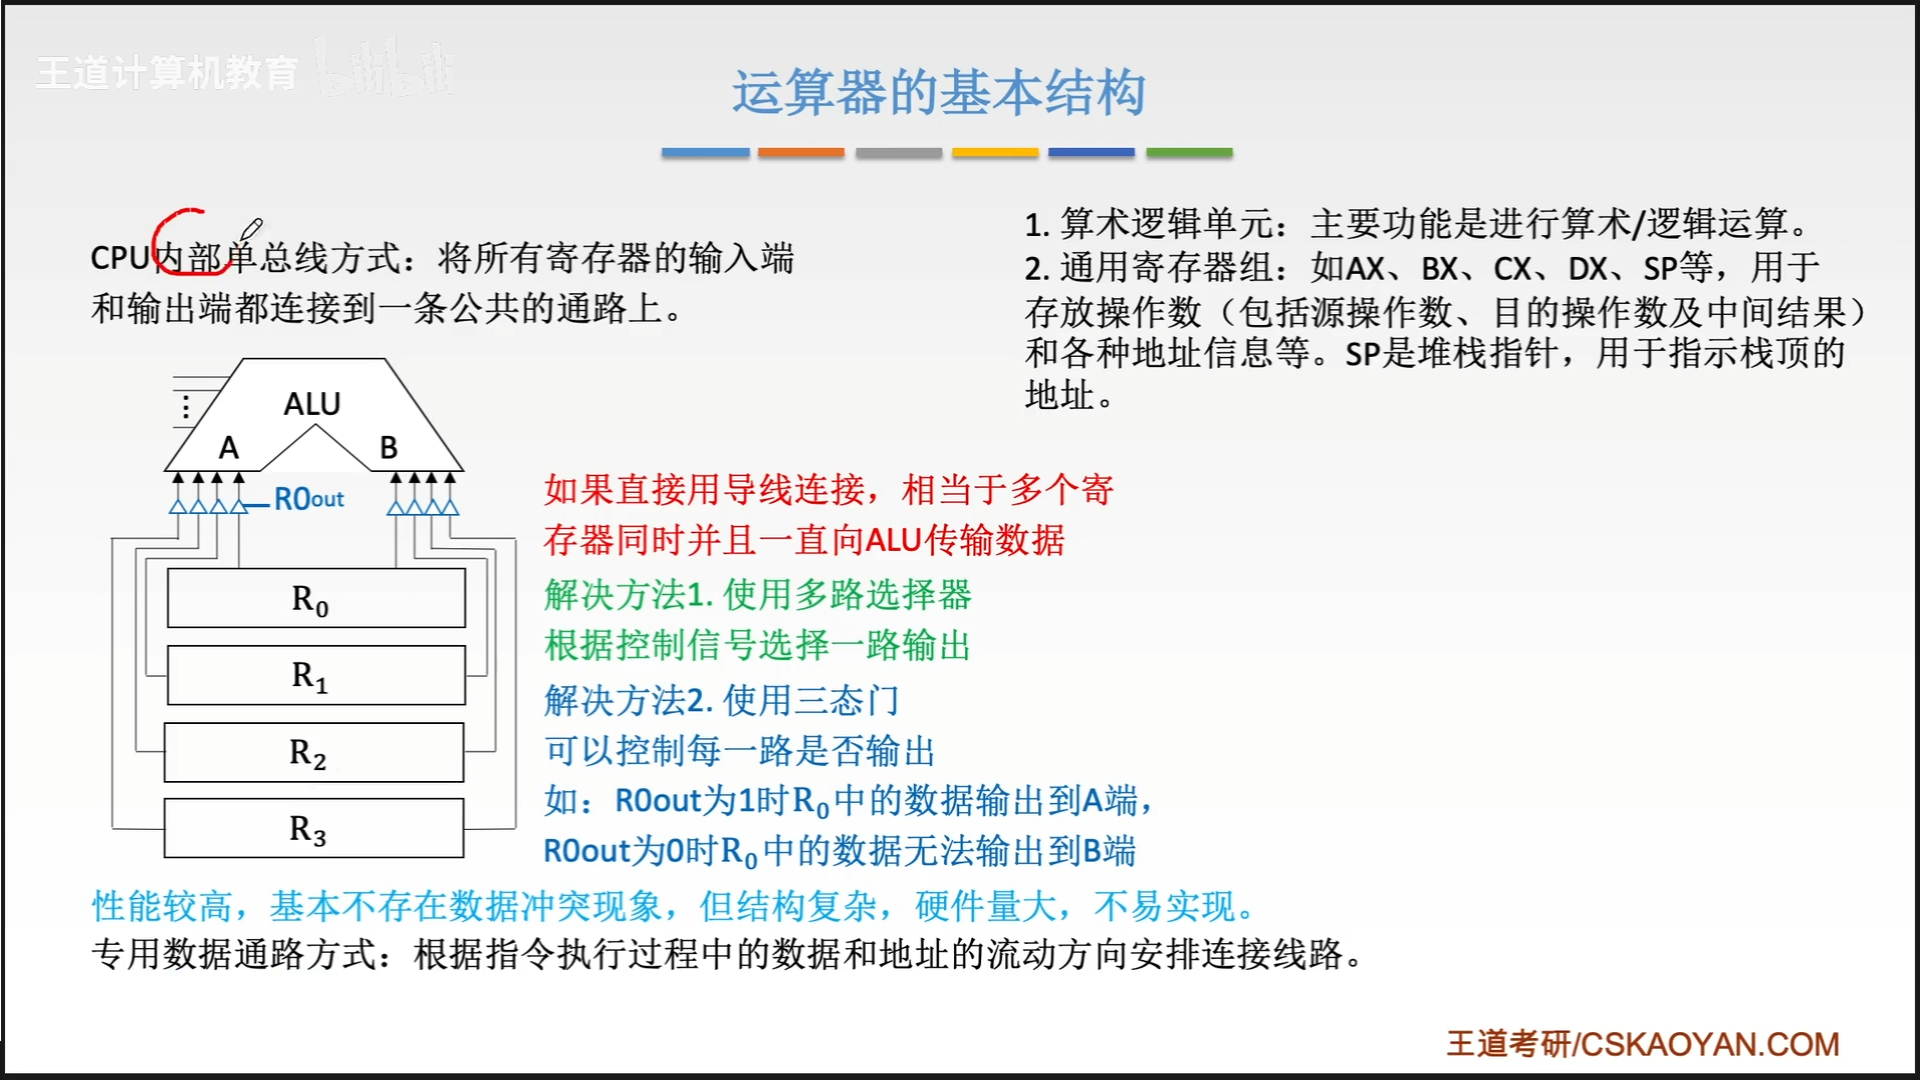 王道计算机教育 bilibili
运算器的基本结构
CPU内部单总线方式：将所有寄存器的输入端
和输出端都连接到一条公共的通路上。
1. 算术逻辑单元：主要功能是进行算术/逻辑运算。
2. 通用寄存器组：如AX、BX、CX、DX、SP等，用于
存放操作数（包括源操作数、目的操作数及中间结果）
和各种地址信息等。SP是堆栈指针，用于指示栈顶的
地址。
ALU
A
B
R0out
R0
R1
R2
R3
如果直接用导线连接，相当于多个寄
存器同时并且一直向ALU传输数据
解决方法1. 使用多路选择器
根据控制信号选择一路输出
解决方法2. 使用三态门
可以控制每一路是否输出
如：R0out为1时R0中的数据输出到A端，
R0out为0时R0中的数据无法输出到B端
性能较高，基本不存在数据冲突现象，但结构复杂，硬件量大，不易实现。
专用数据通路方式：根据指令执行过程中的数据和地址的流动方向安排连接线路。
王道考研/CSKAOYAN.COM